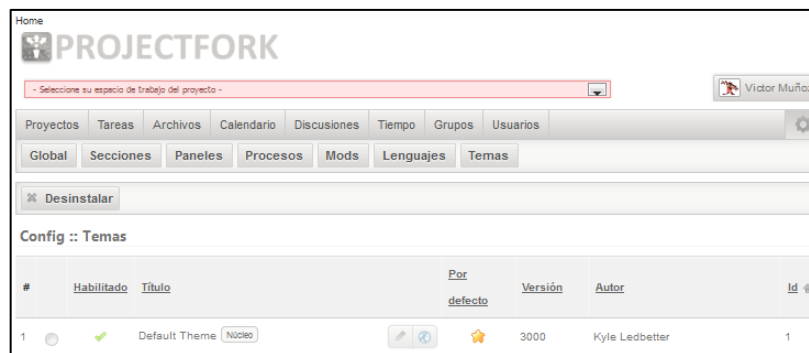 Home
PROJECTFORK
- Seleccione su espacio de trabajo del proyecto -
Victor Muñoz
Proyectos Tareas Archivos Calendario Discusiones Tiempo Grupos Usuarios
Global Secciones Paneles Procesos Mods Lenguajes Temas
Desinstalar
Config :: Temas
# Habilitado Título Por defecto Versión Autor Id
1 Default Theme Núcleo 3000 Kyle Ledbetter 1